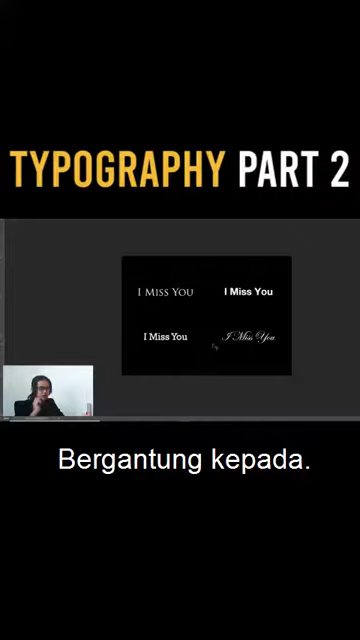 TYPOGRAPHY PART 2
I MISS YOU
I Miss You
I Miss You
I Miss You
Bergantung kepada.